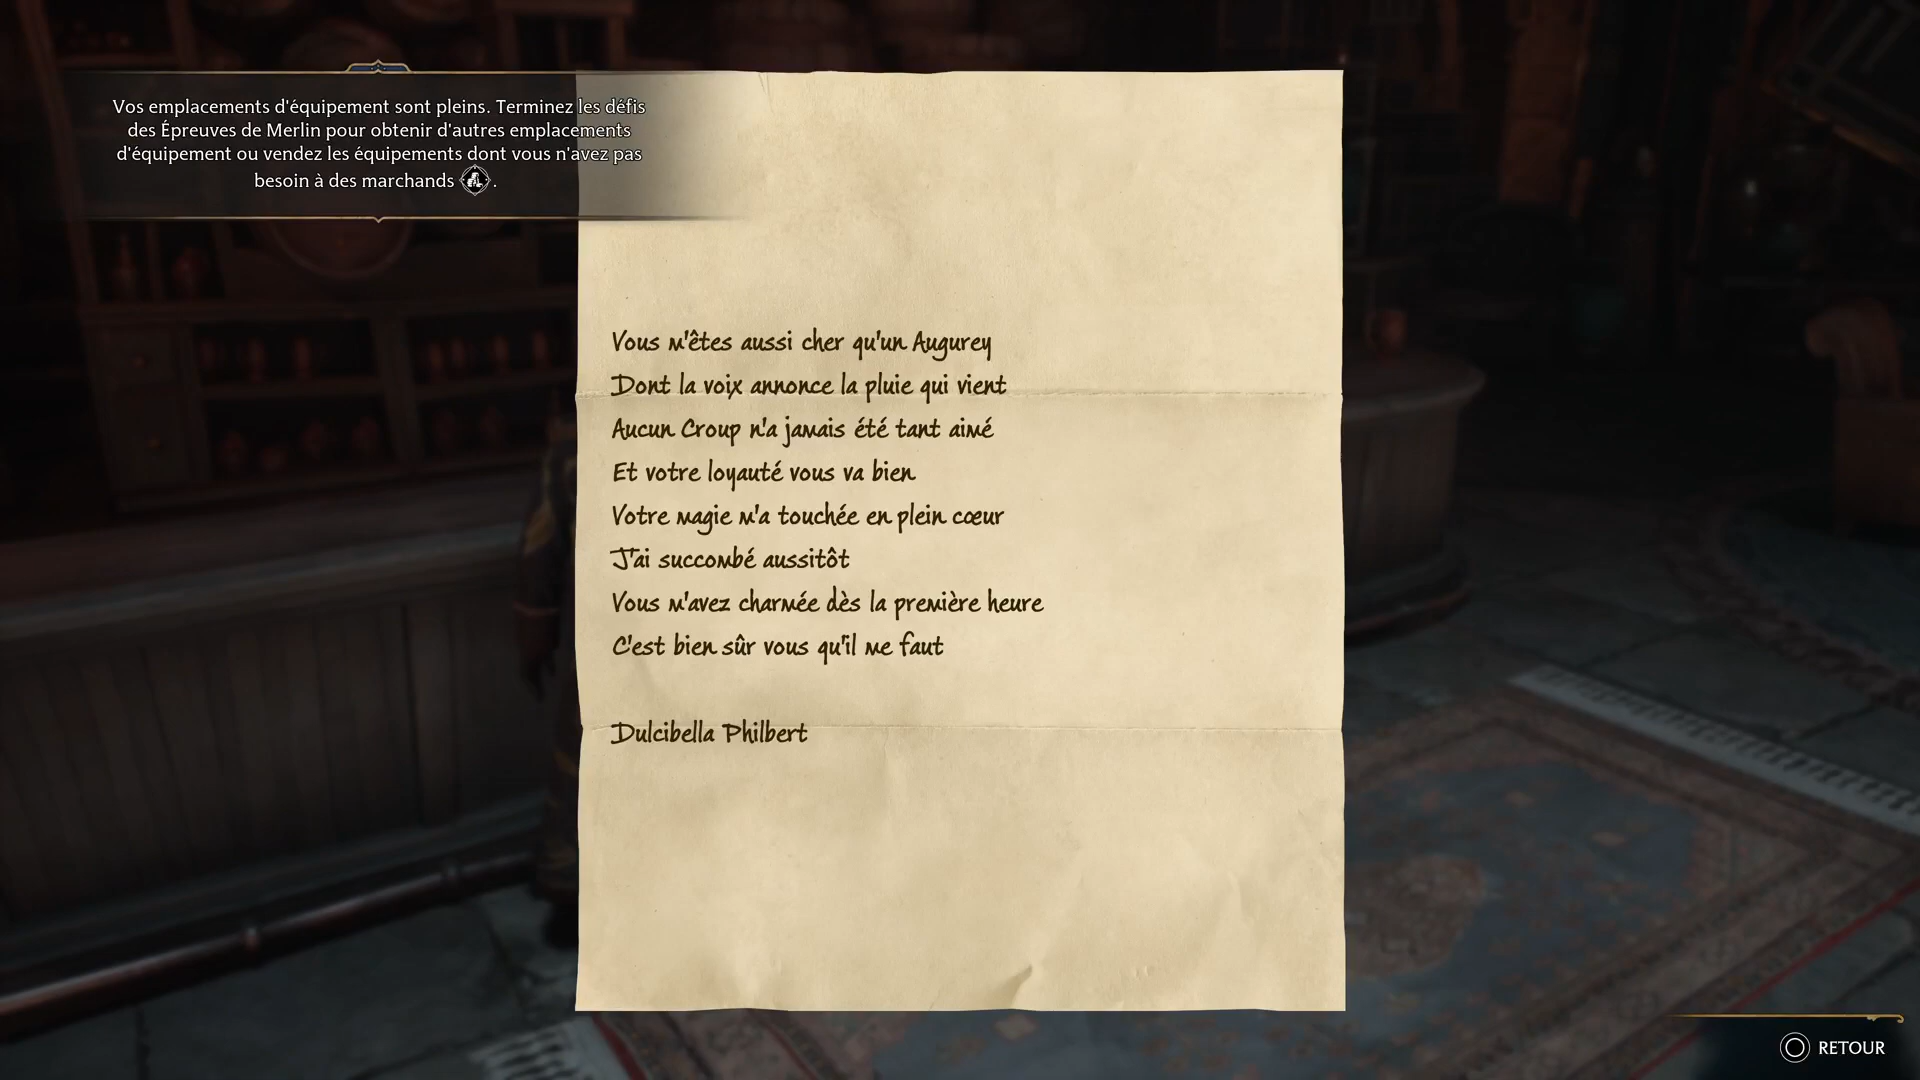 Vos emplacements d'équipement sont pleins. Terminez les défis
des Épreuves de Merlin pour obtenir d'autres emplacements
d'équipement ou vendez les équipements dont vous n'avez pas
besoin à des marchands .
Vous m'êtes aussi cher qu'un Augurey
Dont la voix annonce la pluie qui vient
Aucun Croup n'a jamais été tant aimé
Et votre loyauté vous va bien
Votre magie m'a touchée en plein cœur
J'ai succombé aussitôt
Vous m'avez charmée dès la première heure
C'est bien sûr vous qu'il me faut
Dulcibella Philbert
RETOUR